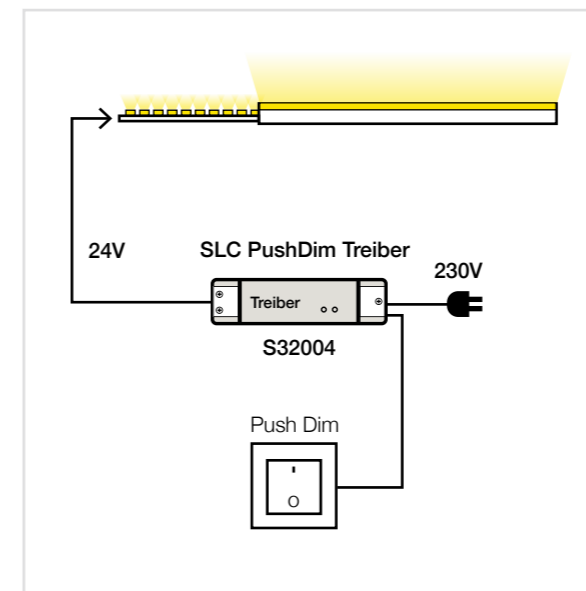 24V
SLC PushDim Treiber
230V
Treiber
S32004
Push Dim
I
O